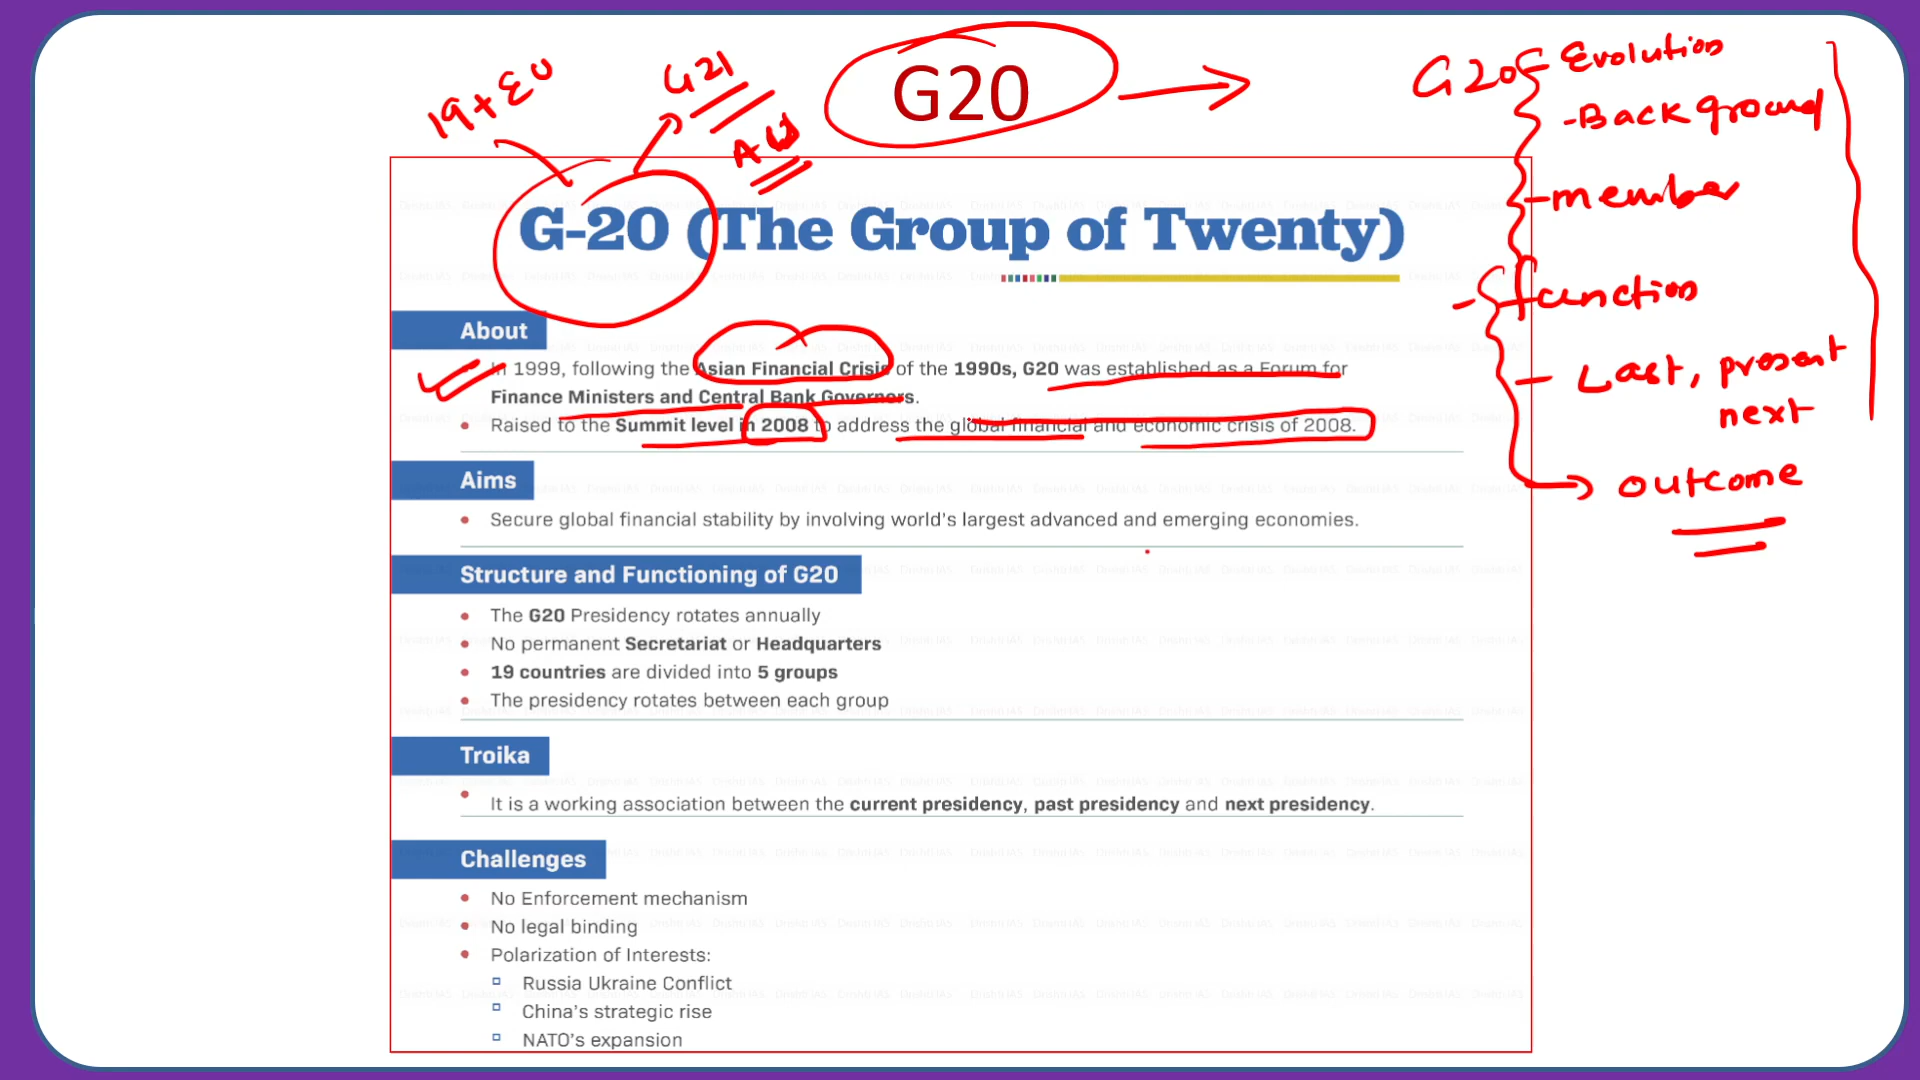 19+EU
G21
AU
G20
G20
Evolution
-Background
-member
-function
- Last, present
next
outcome
G-20 (The Group of Twenty)
About
In 1999, following the Asian Financial Crisis of the 1990s, G20 was established as a Forum for
Finance Ministers and Central Bank Governors.
• Raised to the Summit level in 2008 to address the global financial and economic crisis of 2008.
Aims
• Secure global financial stability by involving world's largest advanced and emerging economies.
Structure and Functioning of G20
• The G20 Presidency rotates annually
• No permanent Secretariat or Headquarters
• 19 countries are divided into 5 groups
• The presidency rotates between each group
Troika
• It is a working association between the current presidency, past presidency and next presidency.
Challenges
• No Enforcement mechanism
• No legal binding
• Polarization of Interests:
Russia Ukraine Conflict
China's strategic rise
NATO's expansion